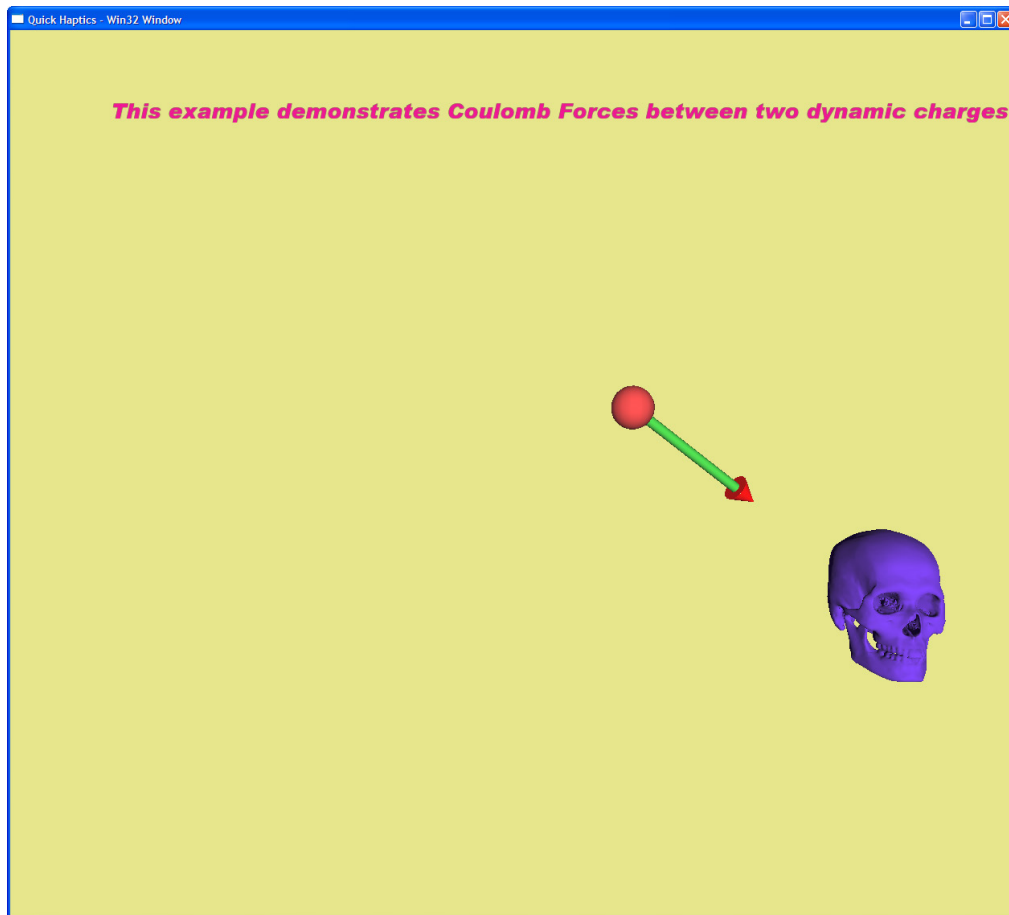 Quick Haptics - Win32 Window
This example demonstrates Coulomb Forces between two dynamic charges